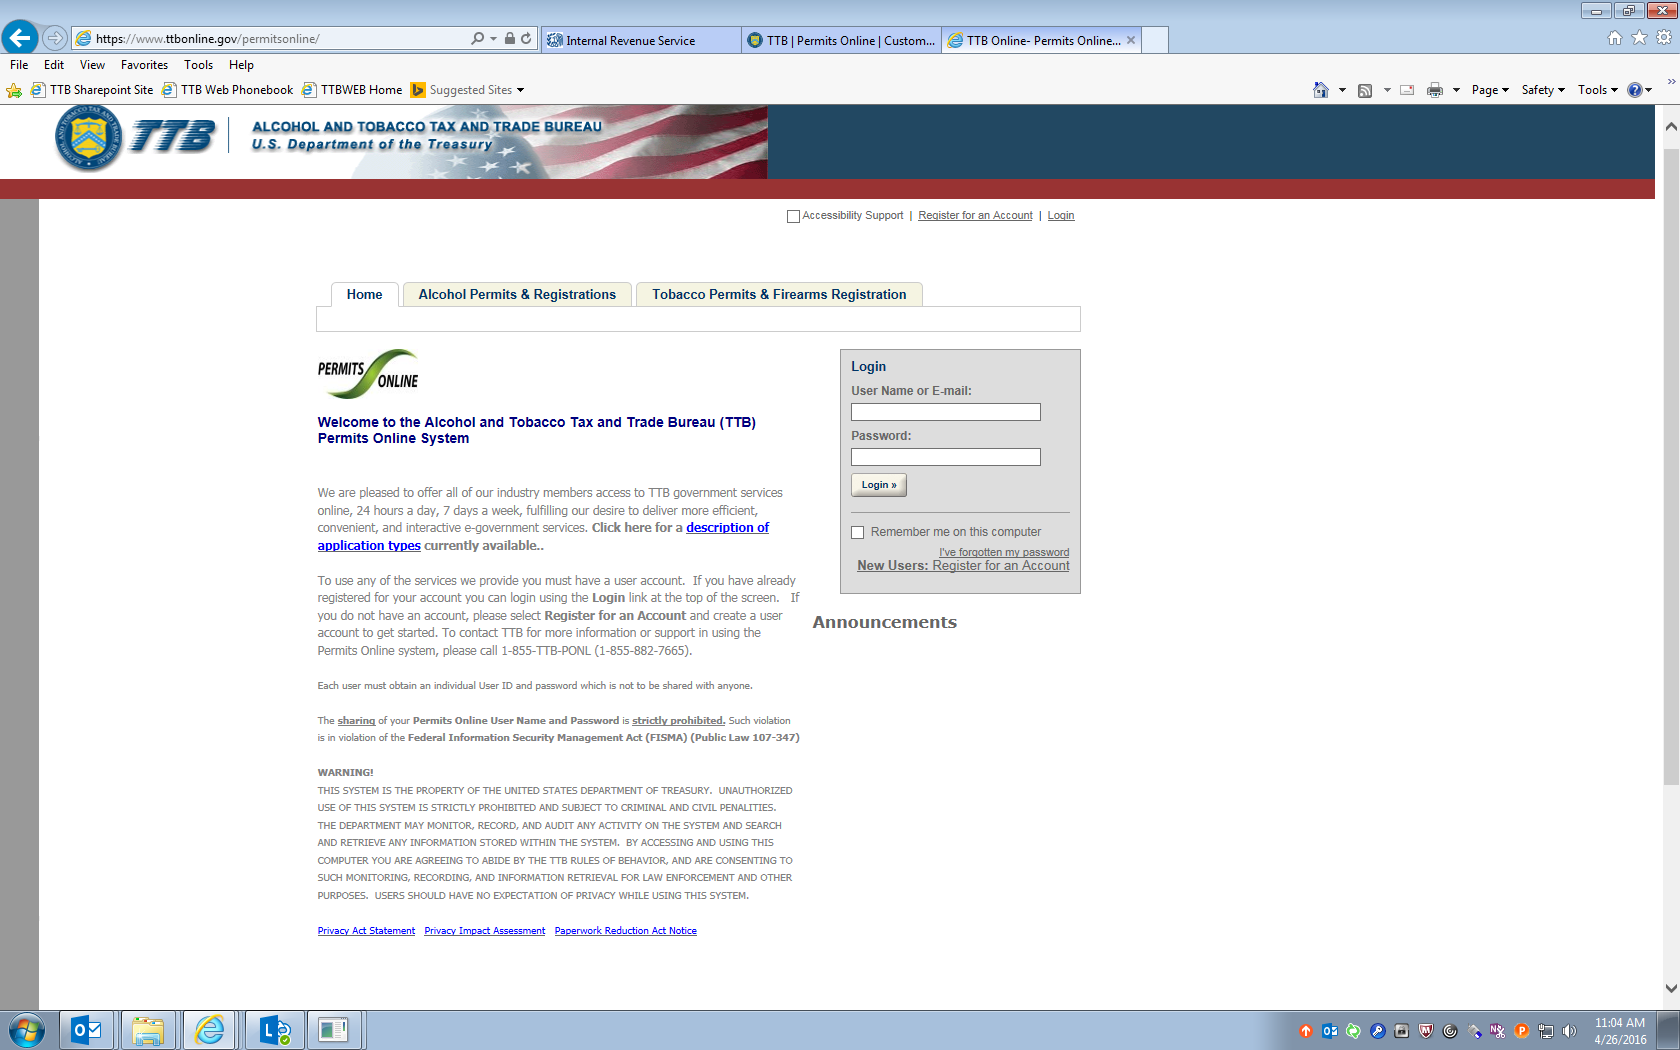 https://www.ttbonline.gov/permitsonline/
Internal Revenue Service
TTB | Permits Online | Custom...
TTB Online- Permits Online...
File Edit View Favorites Tools Help
TTB Sharepoint Site TTB Web Phonebook TTBWEB Home Suggested Sites
Page Safety Tools
TTB
ALCOHOL AND TOBACCO TAX AND TRADE BUREAU
U.S. Department of the Treasury
Accessibility Support | Register for an Account | Login
Home Alcohol Permits & Registrations Tobacco Permits & Firearms Registration
PERMITS ONLINE
Welcome to the Alcohol and Tobacco Tax and Trade Bureau (TTB)
Permits Online System
We are pleased to offer all of our industry members access to TTB government services
online, 24 hours a day, 7 days a week, fulfilling our desire to deliver more efficient,
convenient, and interactive e-government services. Click here for a description of
application types currently available..
To use any of the services we provide you must have a user account. If you have already
registered for your account you can login using the Login link at the top of the screen. If
you do not have an account, please select Register for an Account and create a user
account to get started. To contact TTB for more information or support in using the
Permits Online system, please call 1-855-TTB-PONL (1-855-882-7665).
Each user must obtain an individual User ID and password which is not to be shared with anyone.
The sharing of your Permits Online User Name and Password is strictly prohibited. Such violation
is in violation of the Federal Information Security Management Act (FISMA) (Public Law 107-347)
WARNING!
THIS SYSTEM IS THE PROPERTY OF THE UNITED STATES DEPARTMENT OF TREASURY. UNAUTHORIZED
USE OF THIS SYSTEM IS STRICTLY PROHIBITED AND SUBJECT TO CRIMINAL AND CIVIL PENALITIES.
THE DEPARTMENT MAY MONITOR, RECORD, AND AUDIT ANY ACTIVITY ON THE SYSTEM AND SEARCH
AND RETRIEVE ANY INFORMATION STORED WITHIN THE SYSTEM. BY ACCESSING AND USING THIS
COMPUTER YOU ARE AGREEING TO ABIDE BY THE TTB RULES OF BEHAVIOR, AND ARE CONSENTING TO
SUCH MONITORING, RECORDING, AND INFORMATION RETRIEVAL FOR LAW ENFORCEMENT AND OTHER
PURPOSES. USERS SHOULD HAVE NO EXPECTATION OF PRIVACY WHILE USING THIS SYSTEM.
Privacy Act Statement Privacy Impact Assessment Paperwork Reduction Act Notice
Login
User Name or E-mail:
Password:
Login »
Remember me on this computer
I've forgotten my password
New Users: Register for an Account
Announcements
11:04 AM
4/26/2016